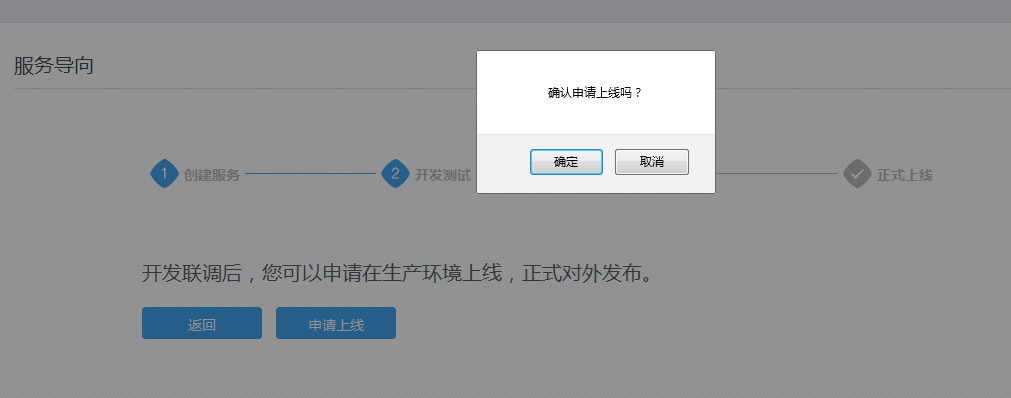 服务导向
确认申请上线吗？
确定 取消
1 创建服务 2 开发测试 正式上线
开发联调后，您可以申请在生产环境上线，正式对外发布。
返回 申请上线